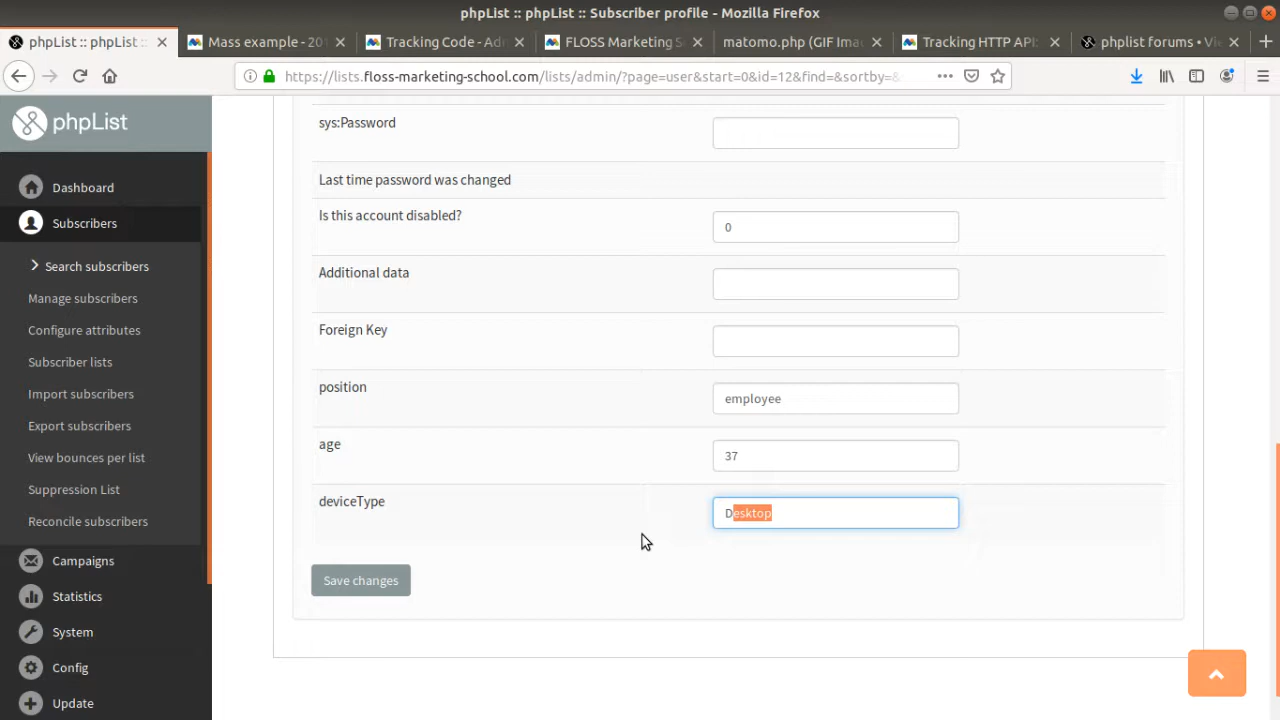 phpList :: phpList :: Subscriber profile - Mozilla Firefox
phpList :: phpList ::
Mass example - 201
Tracking Code - Adm
FLOSS Marketing S
matomo.php (GIF Ima
Tracking HTTP API:
phplist forums • Vie
https://lists.floss-marketing-school.com/lists/admin/?page=user&start=0&id=12&find=&sortby=&
phpList
Dashboard
Subscribers
Search subscribers
Manage subscribers
Configure attributes
Subscriber lists
Import subscribers
Export subscribers
View bounces per list
Suppression List
Reconcile subscribers
Campaigns
Statistics
System
Config
Update
sys:Password
Last time password was changed
Is this account disabled?
0
Additional data
Foreign Key
position
employee
age
37
deviceType
Desktop
Save changes